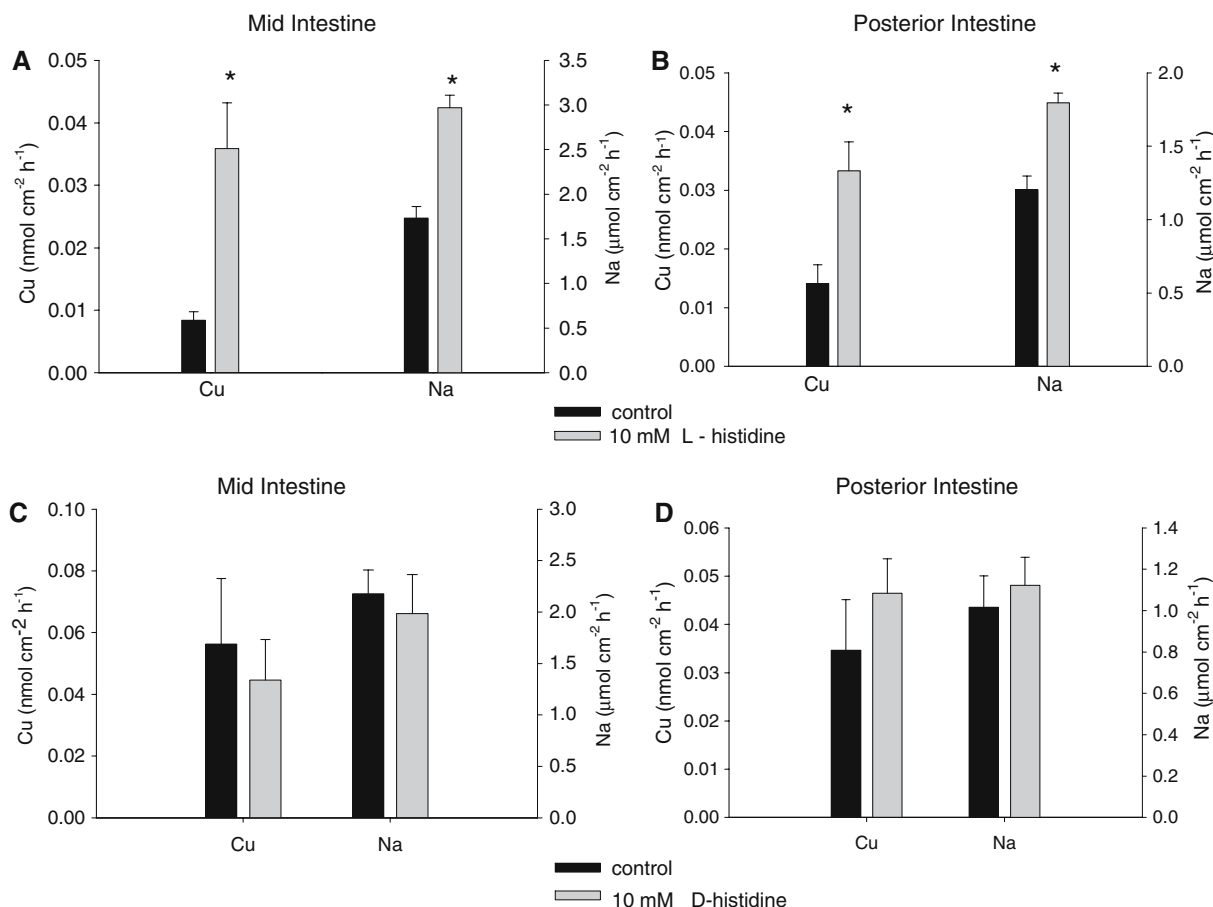 Mid Intestine
Posterior Intestine
A
B
0.05
0.04
0.03
0.02
0.01
0.00
Cu (nmol cm⁻² h⁻¹)
*
*
3.5
3.0
2.5
2.0
1.5
1.0
0.5
0.0
Na (µmol cm⁻² h⁻¹)
Cu
Na
0.05
0.04
0.03
0.02
0.01
0.00
Cu (nmol cm⁻² h⁻¹)
*
*
2.0
1.5
1.0
0.5
0.0
Na (µmol cm⁻² h⁻¹)
Cu
Na
control
10 mM L - histidine
Mid Intestine
Posterior Intestine
C
D
0.10
0.08
0.06
0.04
0.02
0.00
Cu (nmol cm⁻² h⁻¹)
3.0
2.5
2.0
1.5
1.0
0.5
0.0
Na (µmol cm⁻² h⁻¹)
Cu
Na
0.06
0.05
0.04
0.03
0.02
0.01
0.00
Cu (nmol cm⁻² h⁻¹)
1.4
1.2
1.0
0.8
0.6
0.4
0.2
0.0
Na (µmol cm⁻² h⁻¹)
Cu
Na
control
10 mM D-histidine